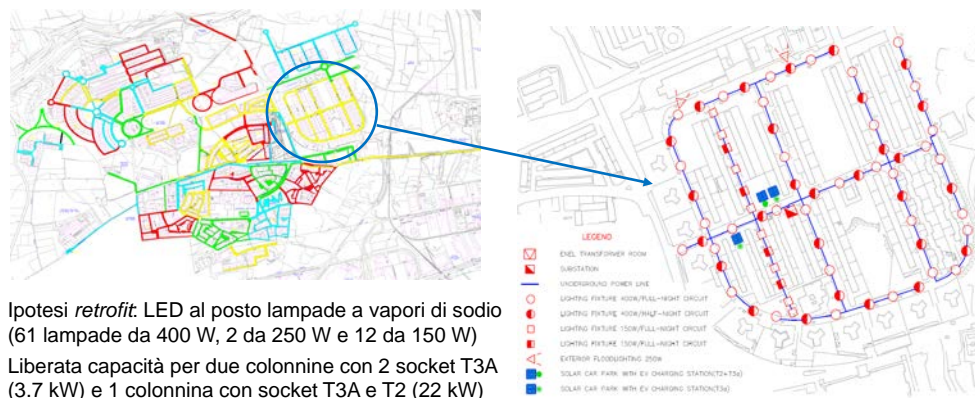 LEGEND
ENEL TRANSFORMER ROOM
SUBSTATION
UNDERGROUND POWER LINE
LIGHTING FIXTURE 400W/FULL-NIGHT CIRCUIT
LIGHTING FIXTURE 400W/HALF-NIGHT CIRCUIT
LIGHTING FIXTURE 150W/FULL-NIGHT CIRCUIT
LIGHTING FIXTURE 150W/FULL-NIGHT CIRCUIT
EXTERIOR FLOODLIGHTING 250W
SOLAR CAR PARK WITH EV CHARGING STATION(T2+T3a)
SOLAR CAR PARK WITH EV CHARGING STATION(T3a)
Ipotesi retrofit: LED al posto lampade a vapori di sodio
(61 lampade da 400 W, 2 da 250 W e 12 da 150 W)
Liberata capacità per due colonnine con 2 socket T3A
(3.7 kW) e 1 colonnina con socket T3A e T2 (22 kW)